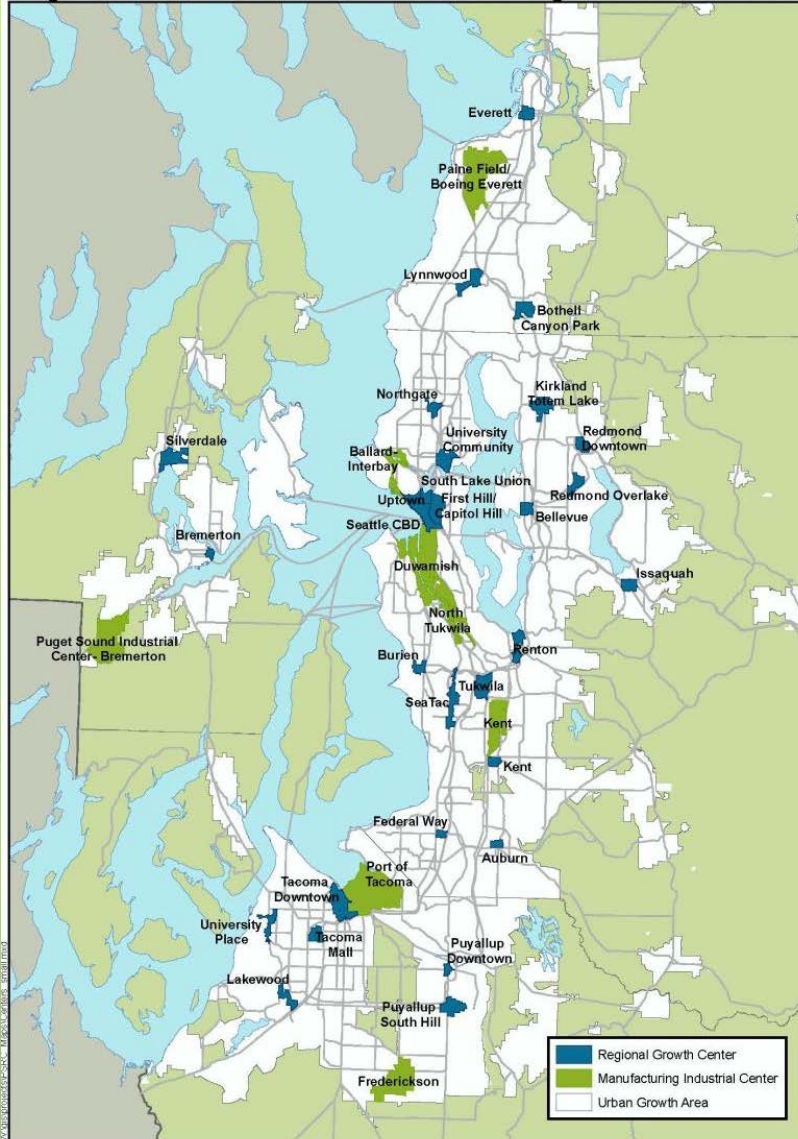 Everett
Paine Field/
Boeing Everett
Lynnwood
Bothell
Canyon Park
Northgate
Kirkland
Totem Lake
University
Community
Redmond
Downtown
Silverdale
Ballard-
Interbay
South Lake Union
Uptown
First Hill/
Capitol Hill
Redmond Overlake
Seattle CBD
Bellevue
Bremerton
Duwamish
Issaquah
North
Tukwila
Puget Sound Industrial
Center- Bremerton
Burien
Renton
Tukwila
SeaTac
Kent
Kent
Federal Way
Auburn
Port of
Tacoma
Tacoma
Downtown
University
Place
Tacoma
Mall
Puyallup
Downtown
Lakewood
Puyallup
South Hill
Frederickson
Regional Growth Center
Manufacturing Industrial Center
Urban Growth Area